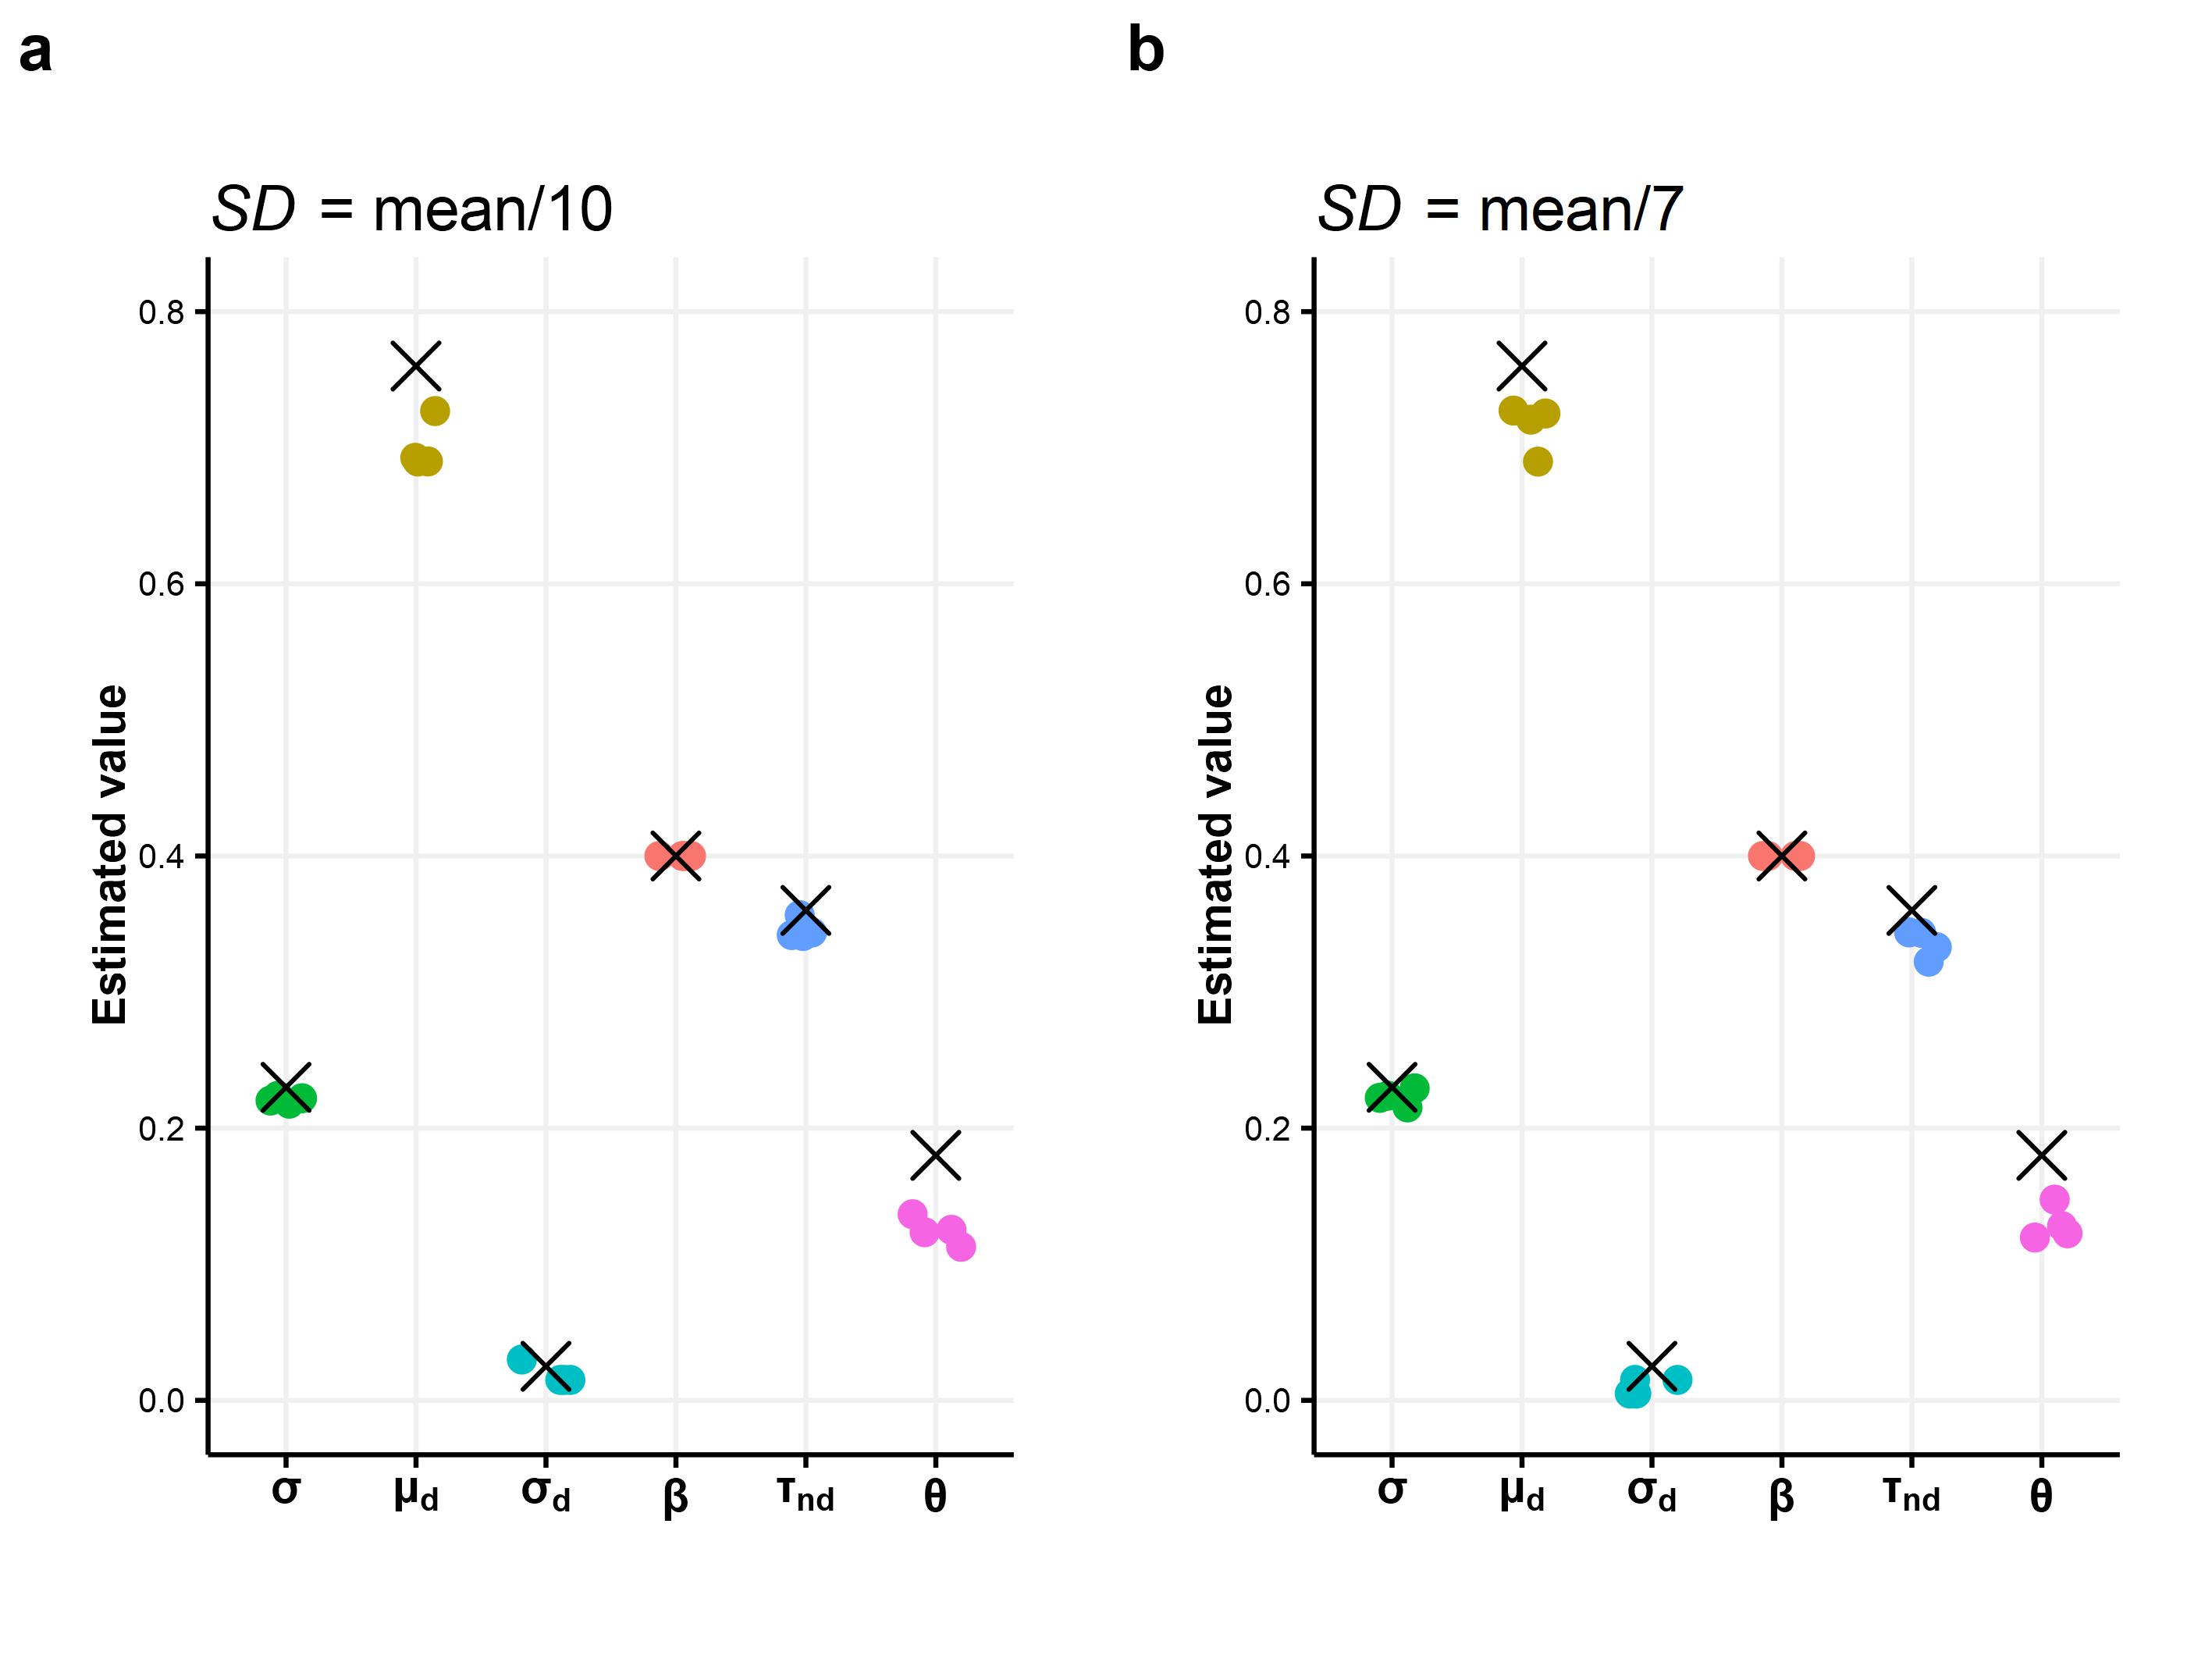 a
SD = mean/10
Estimated value
0.8
0.6
0.4
0.2
0.0
σ μd σd β τnd θ
b
SD = mean/7
Estimated value
0.8
0.6
0.4
0.2
0.0
σ μd σd β τnd θ